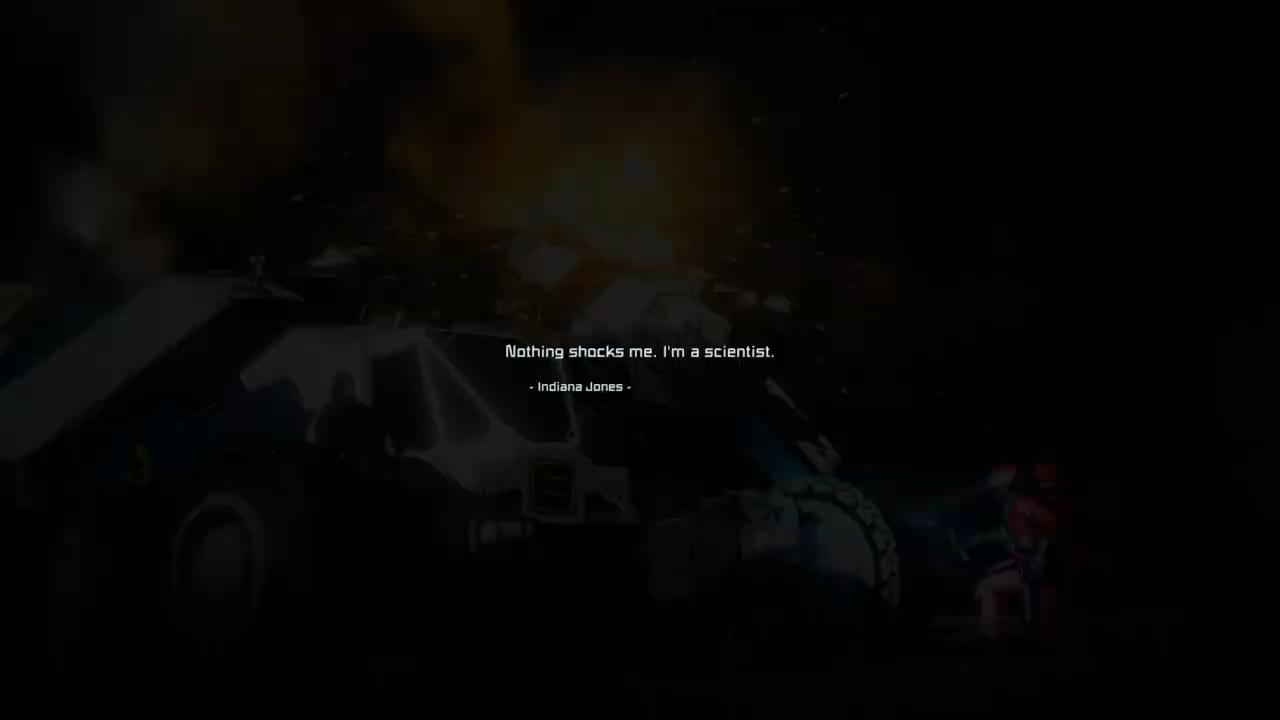 Nothing shocks me. I'm a scientist.
- Indiana Jones -